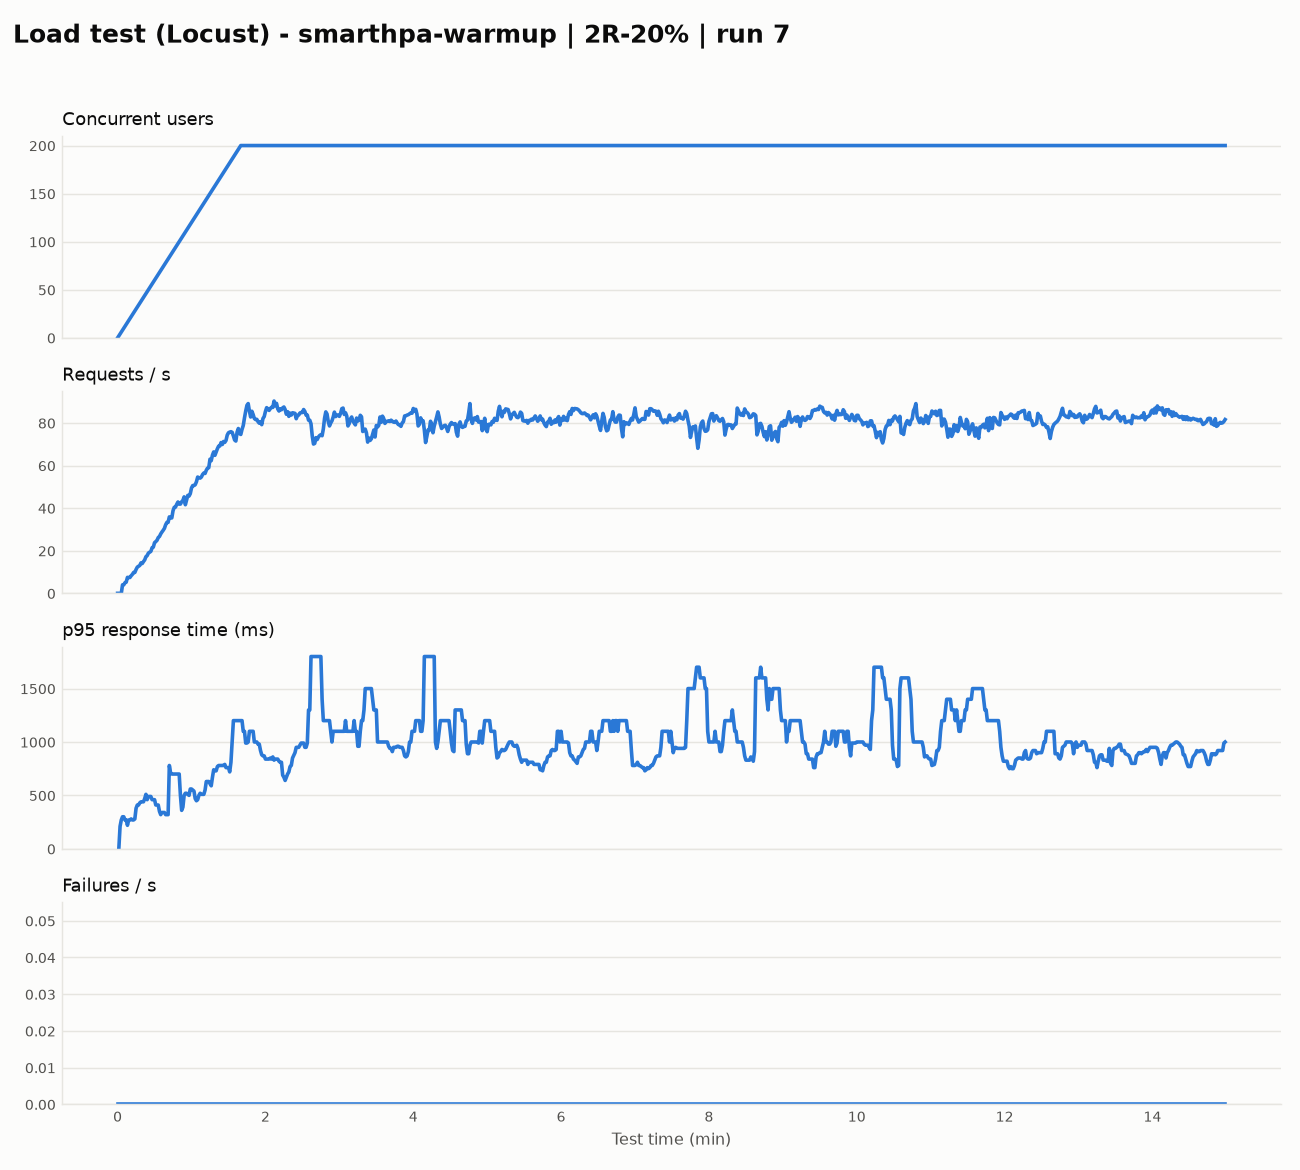 Load test (Locust) - smarthpa-warmup | 2R-20% | run 7
Concurrent users
200
150
100
50
0
Requests / s
80
60
40
20
0
p95 response time (ms)
1500
1000
500
0
Failures / s
0.05
0.04
0.03
0.02
0.01
0.00
0 2 4 6 8 10 12 14
Test time (min)